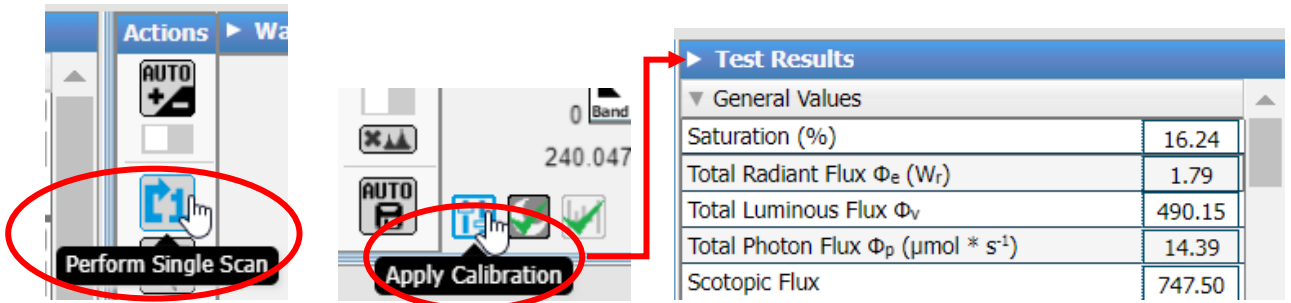 Actions
Wa
AUTO
1
Perform Single Scan
0
Band
240.047
AUTO
Apply Calibration
Test Results
General Values
Saturation (%) 16.24
Total Radiant Flux Φe (Wr) 1.79
Total Luminous Flux Φv 490.15
Total Photon Flux Φp (μmol * s-1) 14.39
Scotopic Flux 747.50